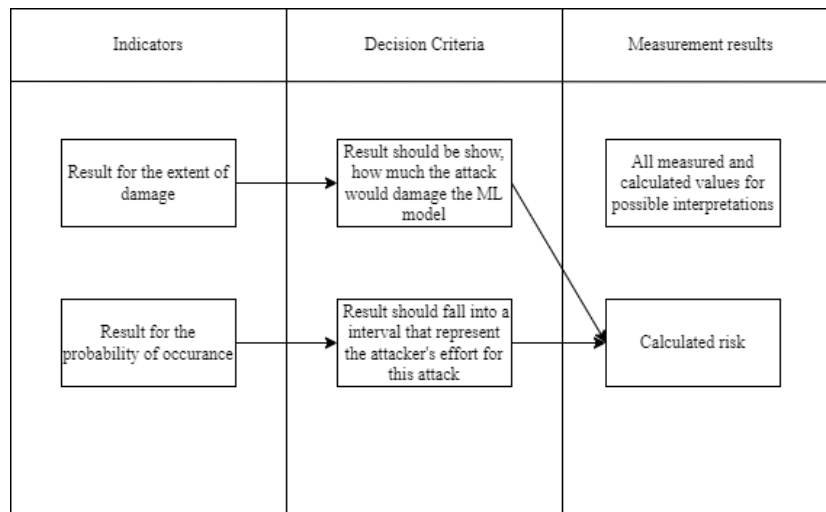 Indicators
Decision Criteria
Measurement results
Result for the extent of
damage
Result should be show,
how much the attack
would damage the ML
model
All measured and
calculated values for
possible interpretations
Result for the
probability of occurance
Result should fall into a
interval that represent
the attacker's effort for
this attack
Calculated risk